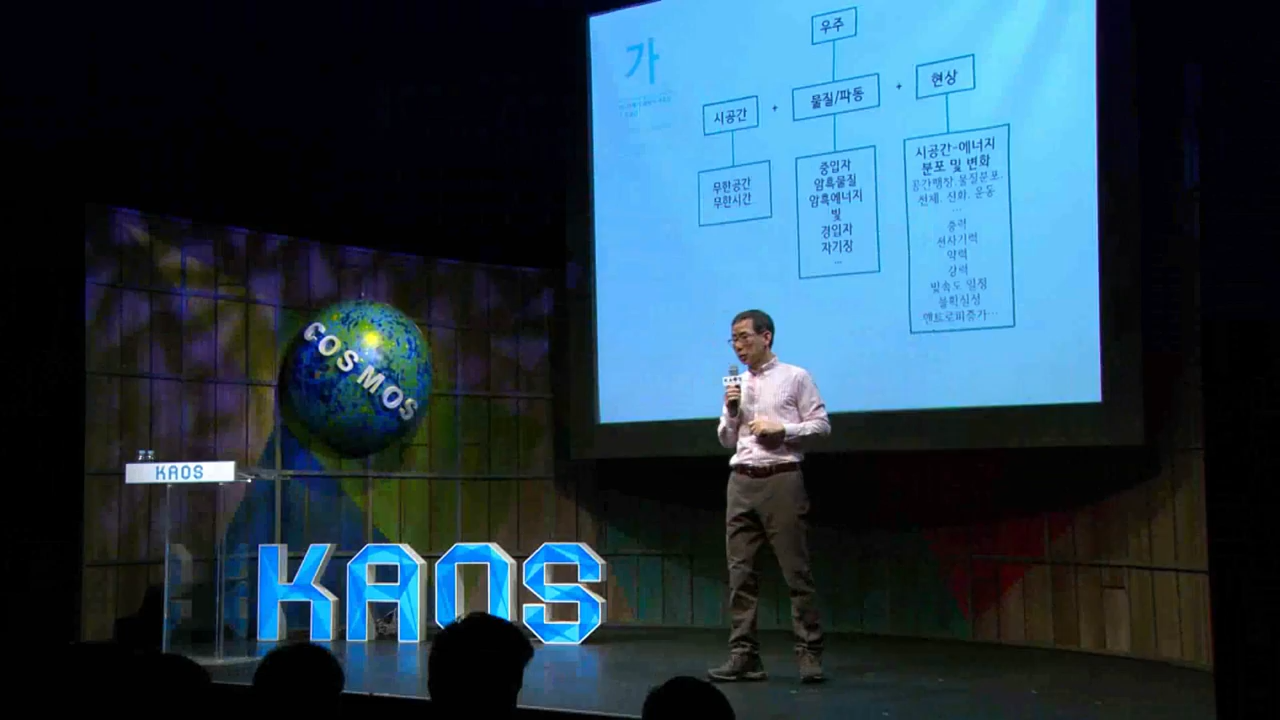 가
우주
시공간 + 물질/파동 + 현상
무한공간
무한시간
중입자
암흑물질
암흑에너지
빛
경입자
자기장
...
시공간-에너지
분포 및 변화
공간팽창, 물질분포,
천체, 진화, 운동
...
중력
전자기력
약력
강력
빛속도 일정
불확실성
엔트로피증가...
COSMOS
KAOS
KAOS